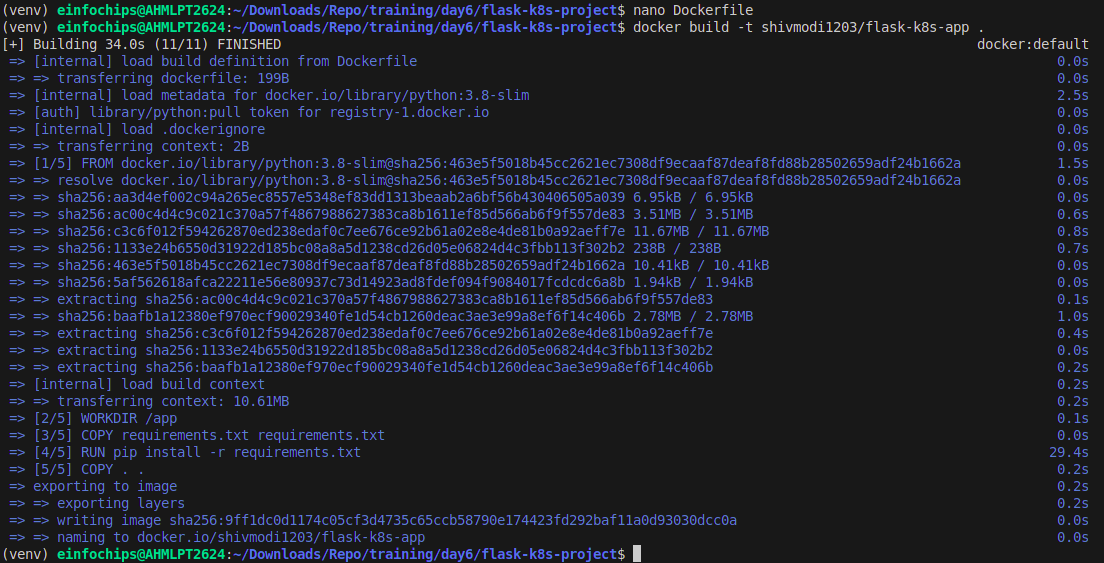 (venv) einfochips@AHMLPT2624:~/Downloads/Repo/training/day6/flask-k8s-project$ nano Dockerfile
(venv) einfochips@AHMLPT2624:~/Downloads/Repo/training/day6/flask-k8s-project$ docker build -t shivmodi1203/flask-k8s-app .
[+] Building 34.0s (11/11) FINISHED docker:default
=> [internal] load build definition from Dockerfile 0.0s
=> => transferring dockerfile: 199B 0.0s
=> [internal] load metadata for docker.io/library/python:3.8-slim 2.5s
=> [auth] library/python:pull token for registry-1.docker.io 0.0s
=> [internal] load .dockerignore 0.0s
=> => transferring context: 2B 0.0s
=> [1/5] FROM docker.io/library/python:3.8-slim@sha256:463e5f5018b45cc2621ec7308df9ecaaf87deaf8fd88b28502659adf24b1662a 1.5s
=> => resolve docker.io/library/python:3.8-slim@sha256:463e5f5018b45cc2621ec7308df9ecaaf87deaf8fd88b28502659adf24b1662a 0.0s
=> => sha256:aa3d4ef002c94a265ec8557e5348ef83dd1313beaab2a6bf56b430406505a039 6.95kB / 6.95kB 0.0s
=> => sha256:ac00c4d4c9c021c370a57f4867988627383ca8b1611ef85d566ab6f9f557de83 3.51MB / 3.51MB 0.6s
=> => sha256:c3c6f012f594262870ed238edaf0c7ee676ce92b61a02e8e4de81b0a92aeff7e 11.67MB / 11.67MB 0.8s
=> => sha256:1133e24b6550d31922d185bc08a8a5d1238cd26d05e06824d4c3fbb113f302b2 238B / 238B 0.7s
=> => sha256:463e5f5018b45cc2621ec7308df9ecaaf87deaf8fd88b28502659adf24b1662a 10.41kB / 10.41kB 0.0s
=> => sha256:5af562618afca22211e56e80937c73d14923ad8fdef094f9084017fcdcdc6a8b 1.94kB / 1.94kB 0.0s
=> => extracting sha256:ac00c4d4c9c021c370a57f4867988627383ca8b1611ef85d566ab6f9f557de83 0.1s
=> => sha256:baafb1a12380ef970ecf90029340fe1d54cb1260deac3ae3e99a8ef6f14c406b 2.78MB / 2.78MB 1.0s
=> => extracting sha256:c3c6f012f594262870ed238edaf0c7ee676ce92b61a02e8e4de81b0a92aeff7e 0.4s
=> => extracting sha256:1133e24b6550d31922d185bc08a8a5d1238cd26d05e06824d4c3fbb113f302b2 0.0s
=> => extracting sha256:baafb1a12380ef970ecf90029340fe1d54cb1260deac3ae3e99a8ef6f14c406b 0.2s
=> [internal] load build context 0.2s
=> => transferring context: 10.61MB 0.2s
=> [2/5] WORKDIR /app 0.1s
=> [3/5] COPY requirements.txt requirements.txt 0.0s
=> [4/5] RUN pip install -r requirements.txt 29.4s
=> [5/5] COPY . . 0.2s
=> exporting to image 0.2s
=> => exporting layers 0.2s
=> => writing image sha256:9ff1dc0d1174c05cf3d4735c65ccb58790e174423fd292baf11a0d93030dcc0a 0.0s
=> => naming to docker.io/shivmodi1203/flask-k8s-app 0.0s
(venv) einfochips@AHMLPT2624:~/Downloads/Repo/training/day6/flask-k8s-project$